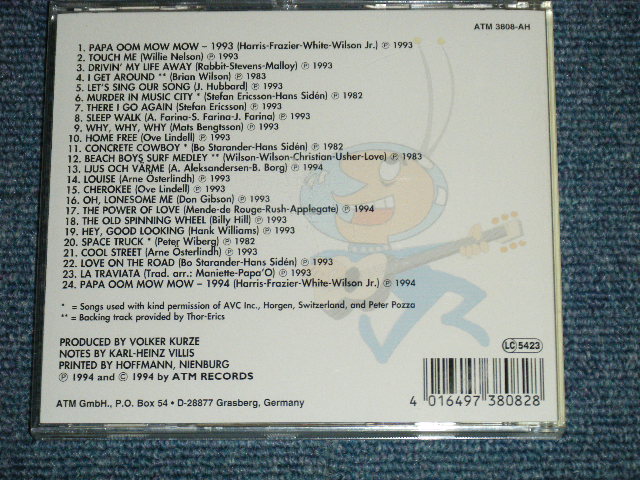 ATM 3808-AH
1. PAPA OOM MOW MOW – 1993 (Harris-Frazier-White-Wilson Jr.) ℗ 1993
2. TOUCH ME (Willie Nelson) ℗ 1993
3. DRIVIN' MY LIFE AWAY (Rabbit-Stevens-Malloy) ℗ 1993
4. I GET AROUND ** (Brian Wilson) ℗ 1983
5. LET'S SING OUR SONG (J. Hubbard) ℗ 1993
6. MURDER IN MUSIC CITY * (Stefan Ericsson-Hans Sidén) ℗ 1982
7. THERE I GO AGAIN (Stefan Ericson) ℗ 1993
8. SLEEP WALK (A. Farina-S. Farina-J. Farina) ℗ 1993
9. WHY, WHY, WHY (Mats Bengtsson) ℗ 1993
10. HOME FREE (Ove Lindell) ℗ 1993
11. CONCRETE COWBOY * (Bo Starander-Hans Sidén) ℗ 1982
12. BEACH BOYS SURF MEDLEY ** (Wilson-Wilson-Christian-Usher-Love) ℗ 1983
13. LJUS OCH VÄRME (A. Aleksandersen-B. Borg) ℗ 1994
14. LOUISE (Arne Österlindh) ℗ 1993
15. CHEROKEE (Ove Lindell) ℗ 1993
16. OH, LONESOME ME (Don Gibson) ℗ 1993
17. THE POWER OF LOVE (Mende-de Rouge-Rush-Applegate) ℗ 1994
18. THE OLD SPINNING WHEEL (Billy Hill) ℗ 1993
19. HEY, GOOD LOOKING (Hank Williams) ℗ 1993
20. SPACE TRUCK * (Peter Wiberg) ℗ 1982
21. COOL STREET (Arne Österlindh) ℗ 1993
22. LOVE ON THE ROAD (Bo Starander-Hans Sidén) ℗ 1993
23. LA TRAVIATA (Trad. arr.: Maniette-Papa'O) ℗ 1993
24. PAPA OOM MOW MOW – 1994 (Harris-Frazier-White-Wilson Jr.) ℗ 1994
* = Songs used with kind permission of AVC Inc., Horgen, Switzerland, and Peter Pozza
** = Backing track provided by Thor-Erics
PRODUCED BY VOLKER KURZE
NOTES BY KARL-HEINZ VILLIS
PRINTED BY HOFFMANN, NIENBURG
℗ 1994 and © 1994 by ATM RECORDS
LC 5423
ATM GmbH., P.O. Box 54 • D-28877 Grasberg, Germany
4 016497 380828